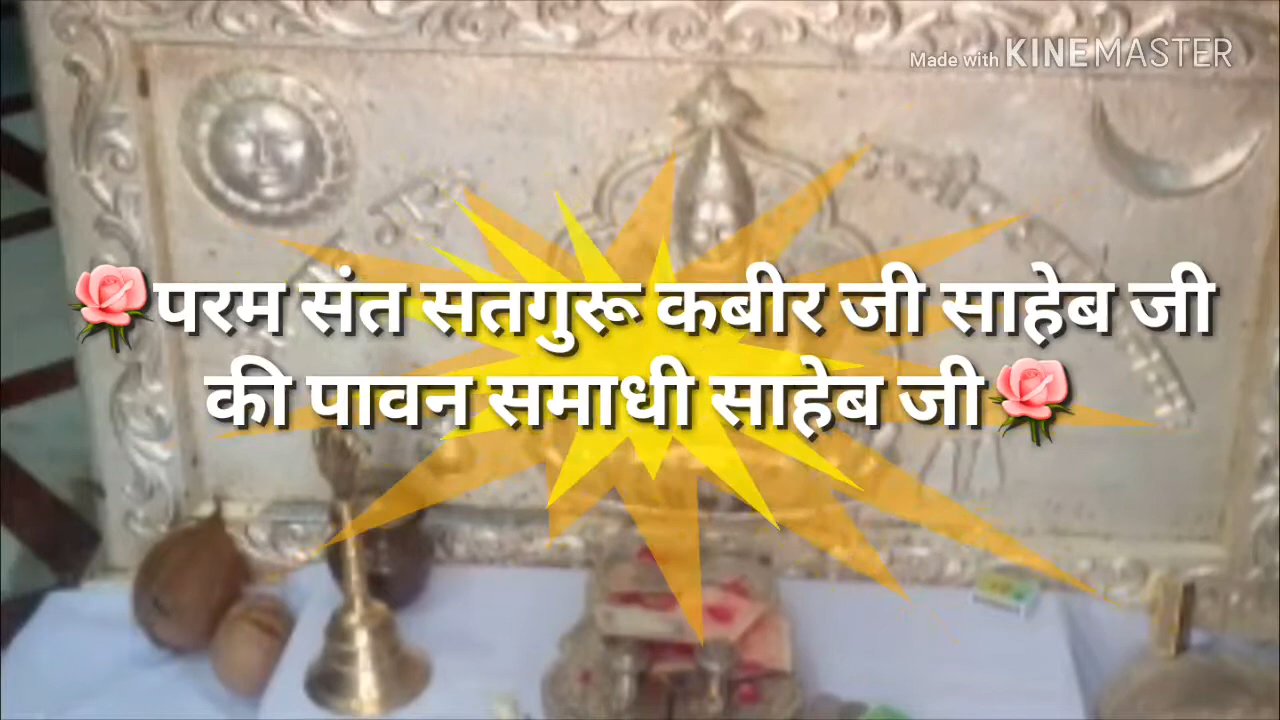 Made with KINEMASTER
🌹परम संत सतगुरू कबीर जी साहेब जी
की पावन समाधी साहेब जी🌹